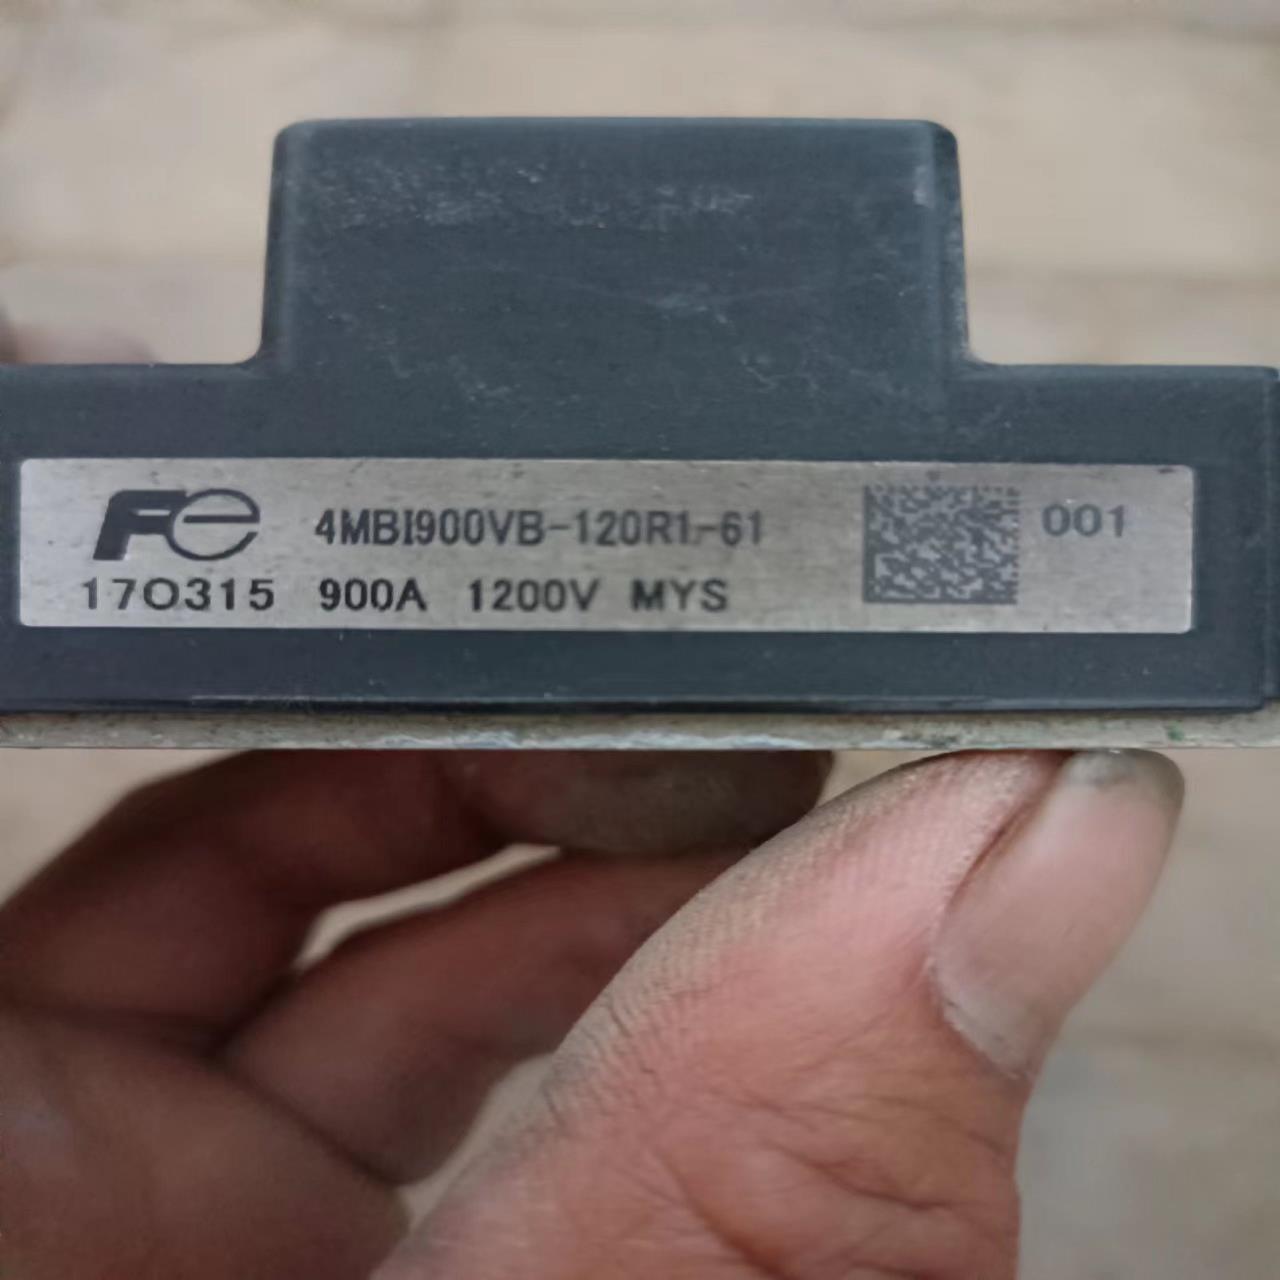 Fe 4MBI900VB-120R1-61 001
170315 900A 1200V MYS